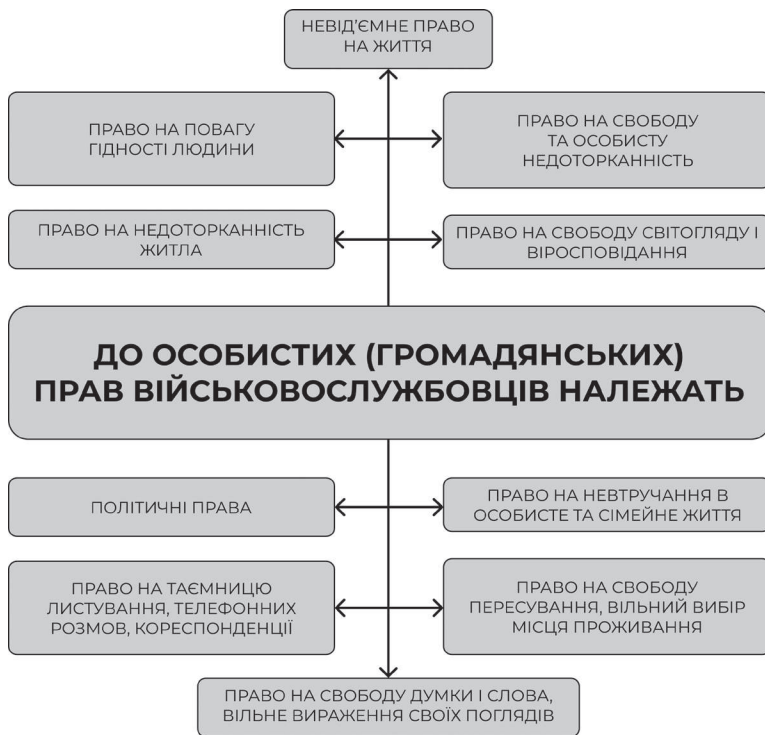 НЕВІД’ЄМНЕ ПРАВО
НА ЖИТТЯ
ПРАВО НА ПОВАГУ
ГІДНОСТІ ЛЮДИНИ
ПРАВО НА СВОБОДУ
ТА ОСОБИСТУ
НЕДОТОРКАННІСТЬ
ПРАВО НА НЕДОТОРКАННІСТЬ
ЖИТЛА
ПРАВО НА СВОБОДУ СВІТОГЛЯДУ І
ВІРОСПОВІДАННЯ
ДО ОСОБИСТИХ (ГРОМАДЯНСЬКИХ)
ПРАВ ВІЙСЬКОВОСЛУЖБОВЦІВ НАЛЕЖАТЬ
ПОЛІТИЧНІ ПРАВА
ПРАВО НА НЕВТРУЧАННЯ В
ОСОБИСТЕ ТА СІМЕЙНЕ ЖИТТЯ
ПРАВО НА ТАЄМНИЦЮ
ЛИСТУВАННЯ, ТЕЛЕФОННИХ
РОЗМОВ, КОРЕСПОНДЕНЦІЇ
ПРАВО НА СВОБОДУ
ПЕРЕСУВАННЯ, ВІЛЬНИЙ ВИБІР
МІСЦЯ ПРОЖИВАННЯ
ПРАВО НА СВОБОДУ ДУМКИ І СЛОВА,
ВІЛЬНЕ ВИРАЖЕННЯ СВОЇХ ПОГЛЯДІВ